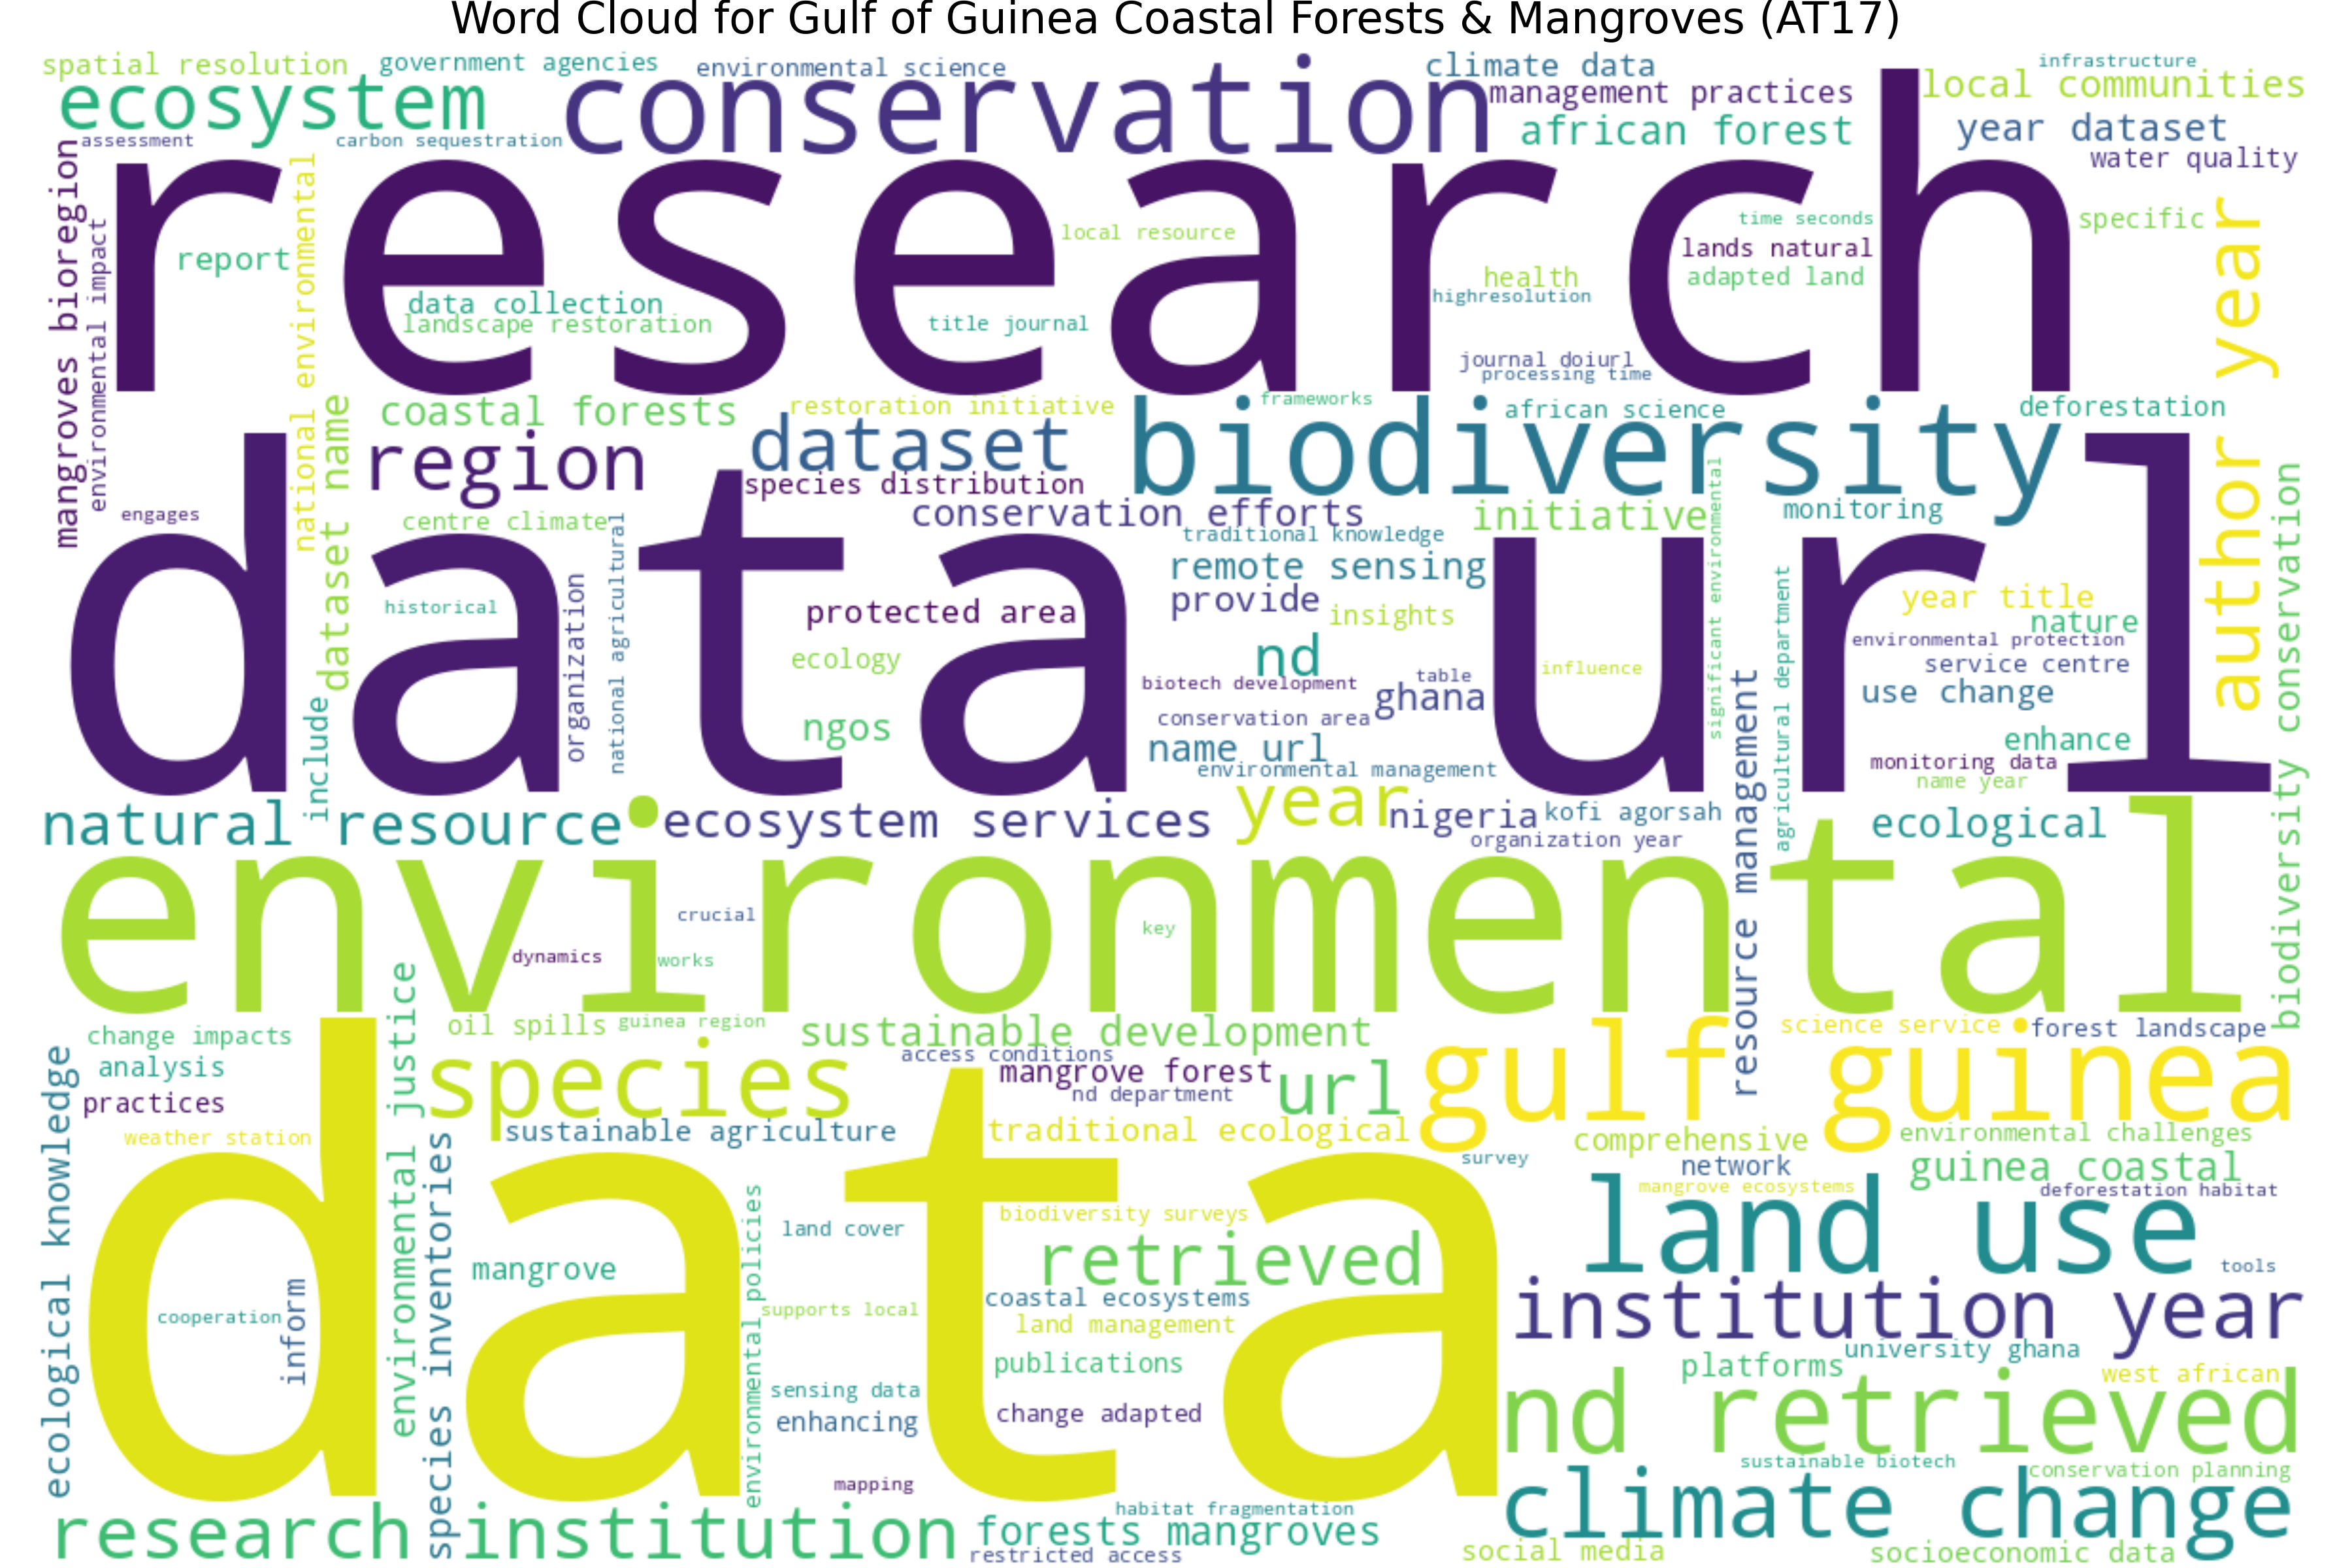 Word Cloud for Gulf of Guinea Coastal Forests & Mangroves (AT17)
spatial resolution
government agencies
environmental science
climate data
infrastructure
ecosystem
conservation
management practices
local communities
assessment
carbon sequestration
african forest
year dataset
water quality
research
mangroves bioregion
environmental impact
national environmental
report
local resource
time seconds
specific
lands natural
data collection
landscape restoration
title journal
health
highresolution
adapted land
journal doiurl
processing time
author year
coastal forests
restoration initiative
frameworks
african science
deforestation
dataset name
region
dataset
biodiversity
species distribution
conservation efforts
initiative
monitoring
engages
centre climate
traditional knowledge
significant environmental
biodiversity conservation
data url
remote sensing
historical
organization
national agricultural
protected area
provide
insights
agricultural department
year title
nature
environmental protection
ecology
nd
influence
service centre
biotech development
table
ghana
use change
include
ngos
conservation area
name url
resource management
enhance
environmental management
monitoring data
name year
natural resource
ecosystem services
year
nigeria
kofi agorsah
ecological
organization year
environmental
crucial
key
dynamics
works
change impacts
environmental justice
oil spills
guinea region
sustainable development
science service
forest landscape
analysis
species
access conditions
mangrove forest
url
gulf guinea
ecological knowledge
practices
nd department
weather station
sustainable agriculture
traditional ecological
comprehensive
environmental challenges
species inventories
survey
network
guinea coastal
data
environmental policies
mangrove ecosystems
deforestation habitat
land cover
biodiversity surveys
land use
mangrove
retrieved
tools
cooperation
inform
supports local
coastal ecosystems
institution year
land management
publications
platforms
university ghana
west african
sensing data
enhancing
change adapted
nd retrieved
mapping
sustainable biotech
conservation planning
research institution
habitat fragmentation
forests mangroves
climate change
restricted access
social media
socioeconomic data